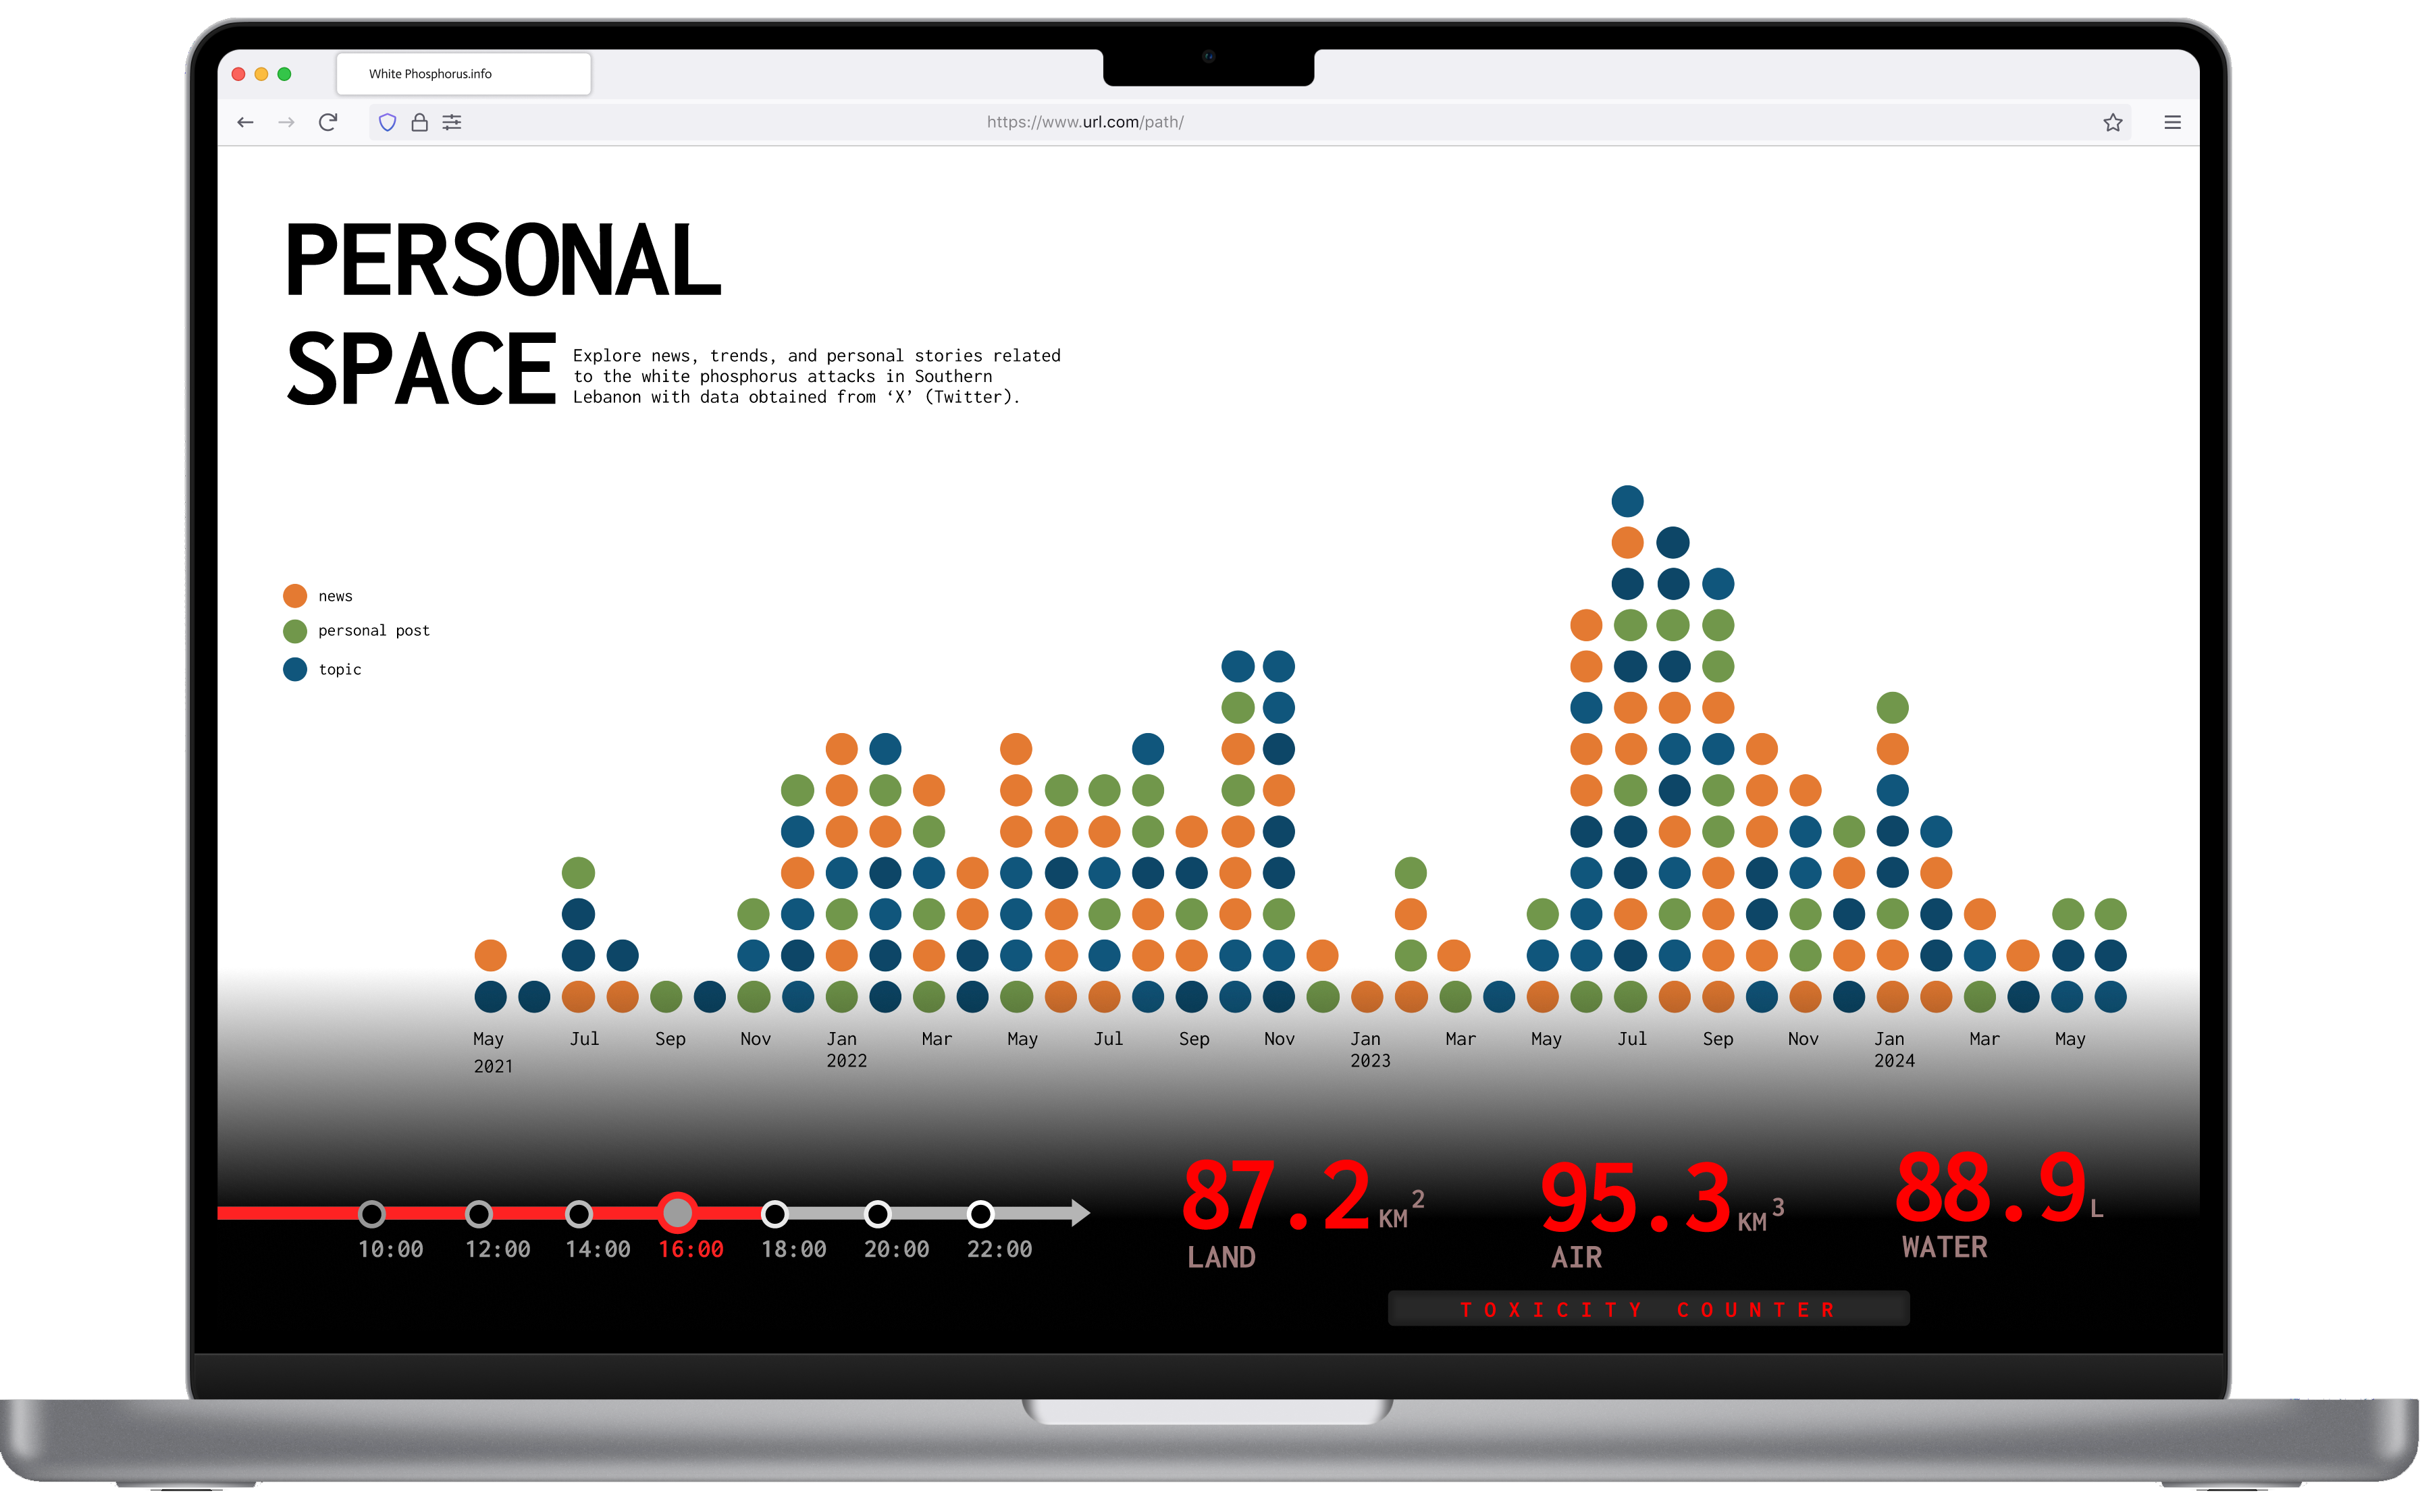 White Phosphorus.info
https://www.url.com/path/
PERSONAL
SPACE
Explore news, trends, and personal stories related
to the white phosphorus attacks in Southern
Lebanon with data obtained from ‘X’ (Twitter).
news
personal post
topic
May Jul Sep Nov Jan Mar May Jul Sep Nov Jan Mar May Jul Sep Nov Jan Mar May
2021 2022 2023 2024
87.2 KM²
LAND
95.3 KM³
AIR
88.9 L
WATER
10:00 12:00 14:00 16:00 18:00 20:00 22:00
TOXICITY COUNTER